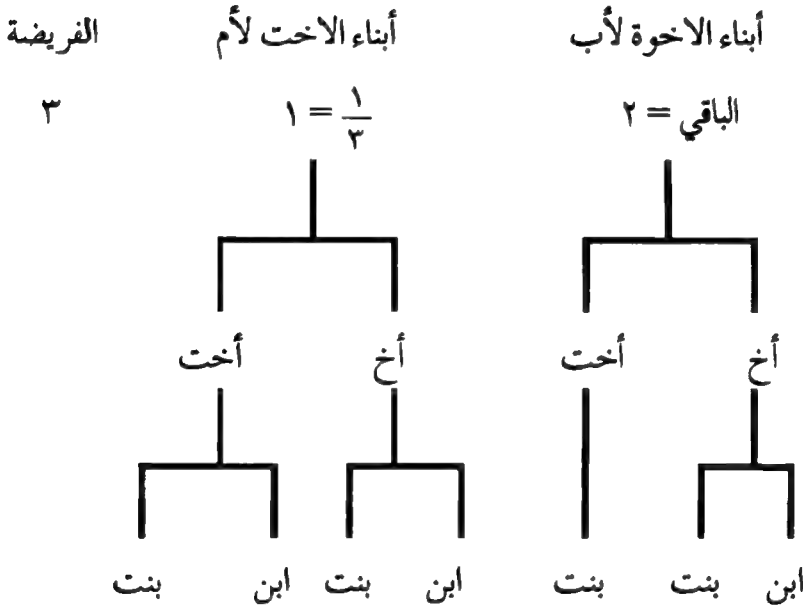 أبناء الاخوة لأب أبناء الاخت لأم الفريضة
الباقي = ٢ ١/٣ = ١ ٣
أخ أخت أخ أخت
ابن بنت بنت ابن بنت ابن بنت